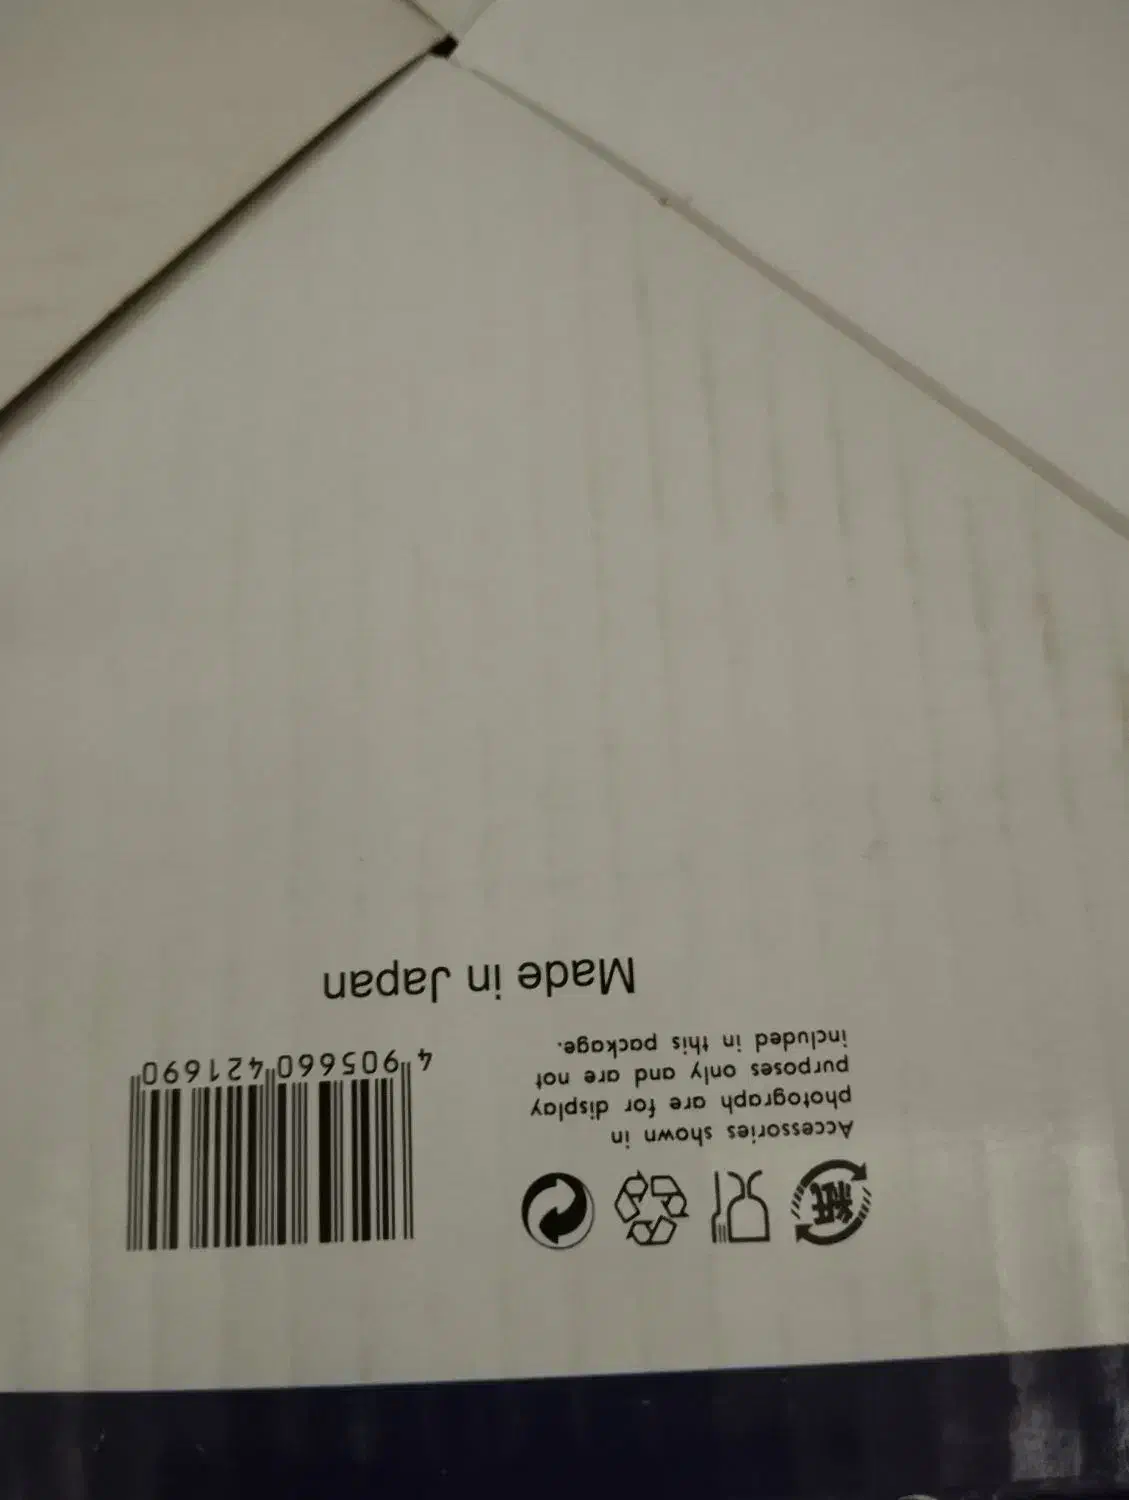 紙
Accessories shown in
photograph are for display
purposes only and are not
included in this package.
4 905660 421690
Made in Japan